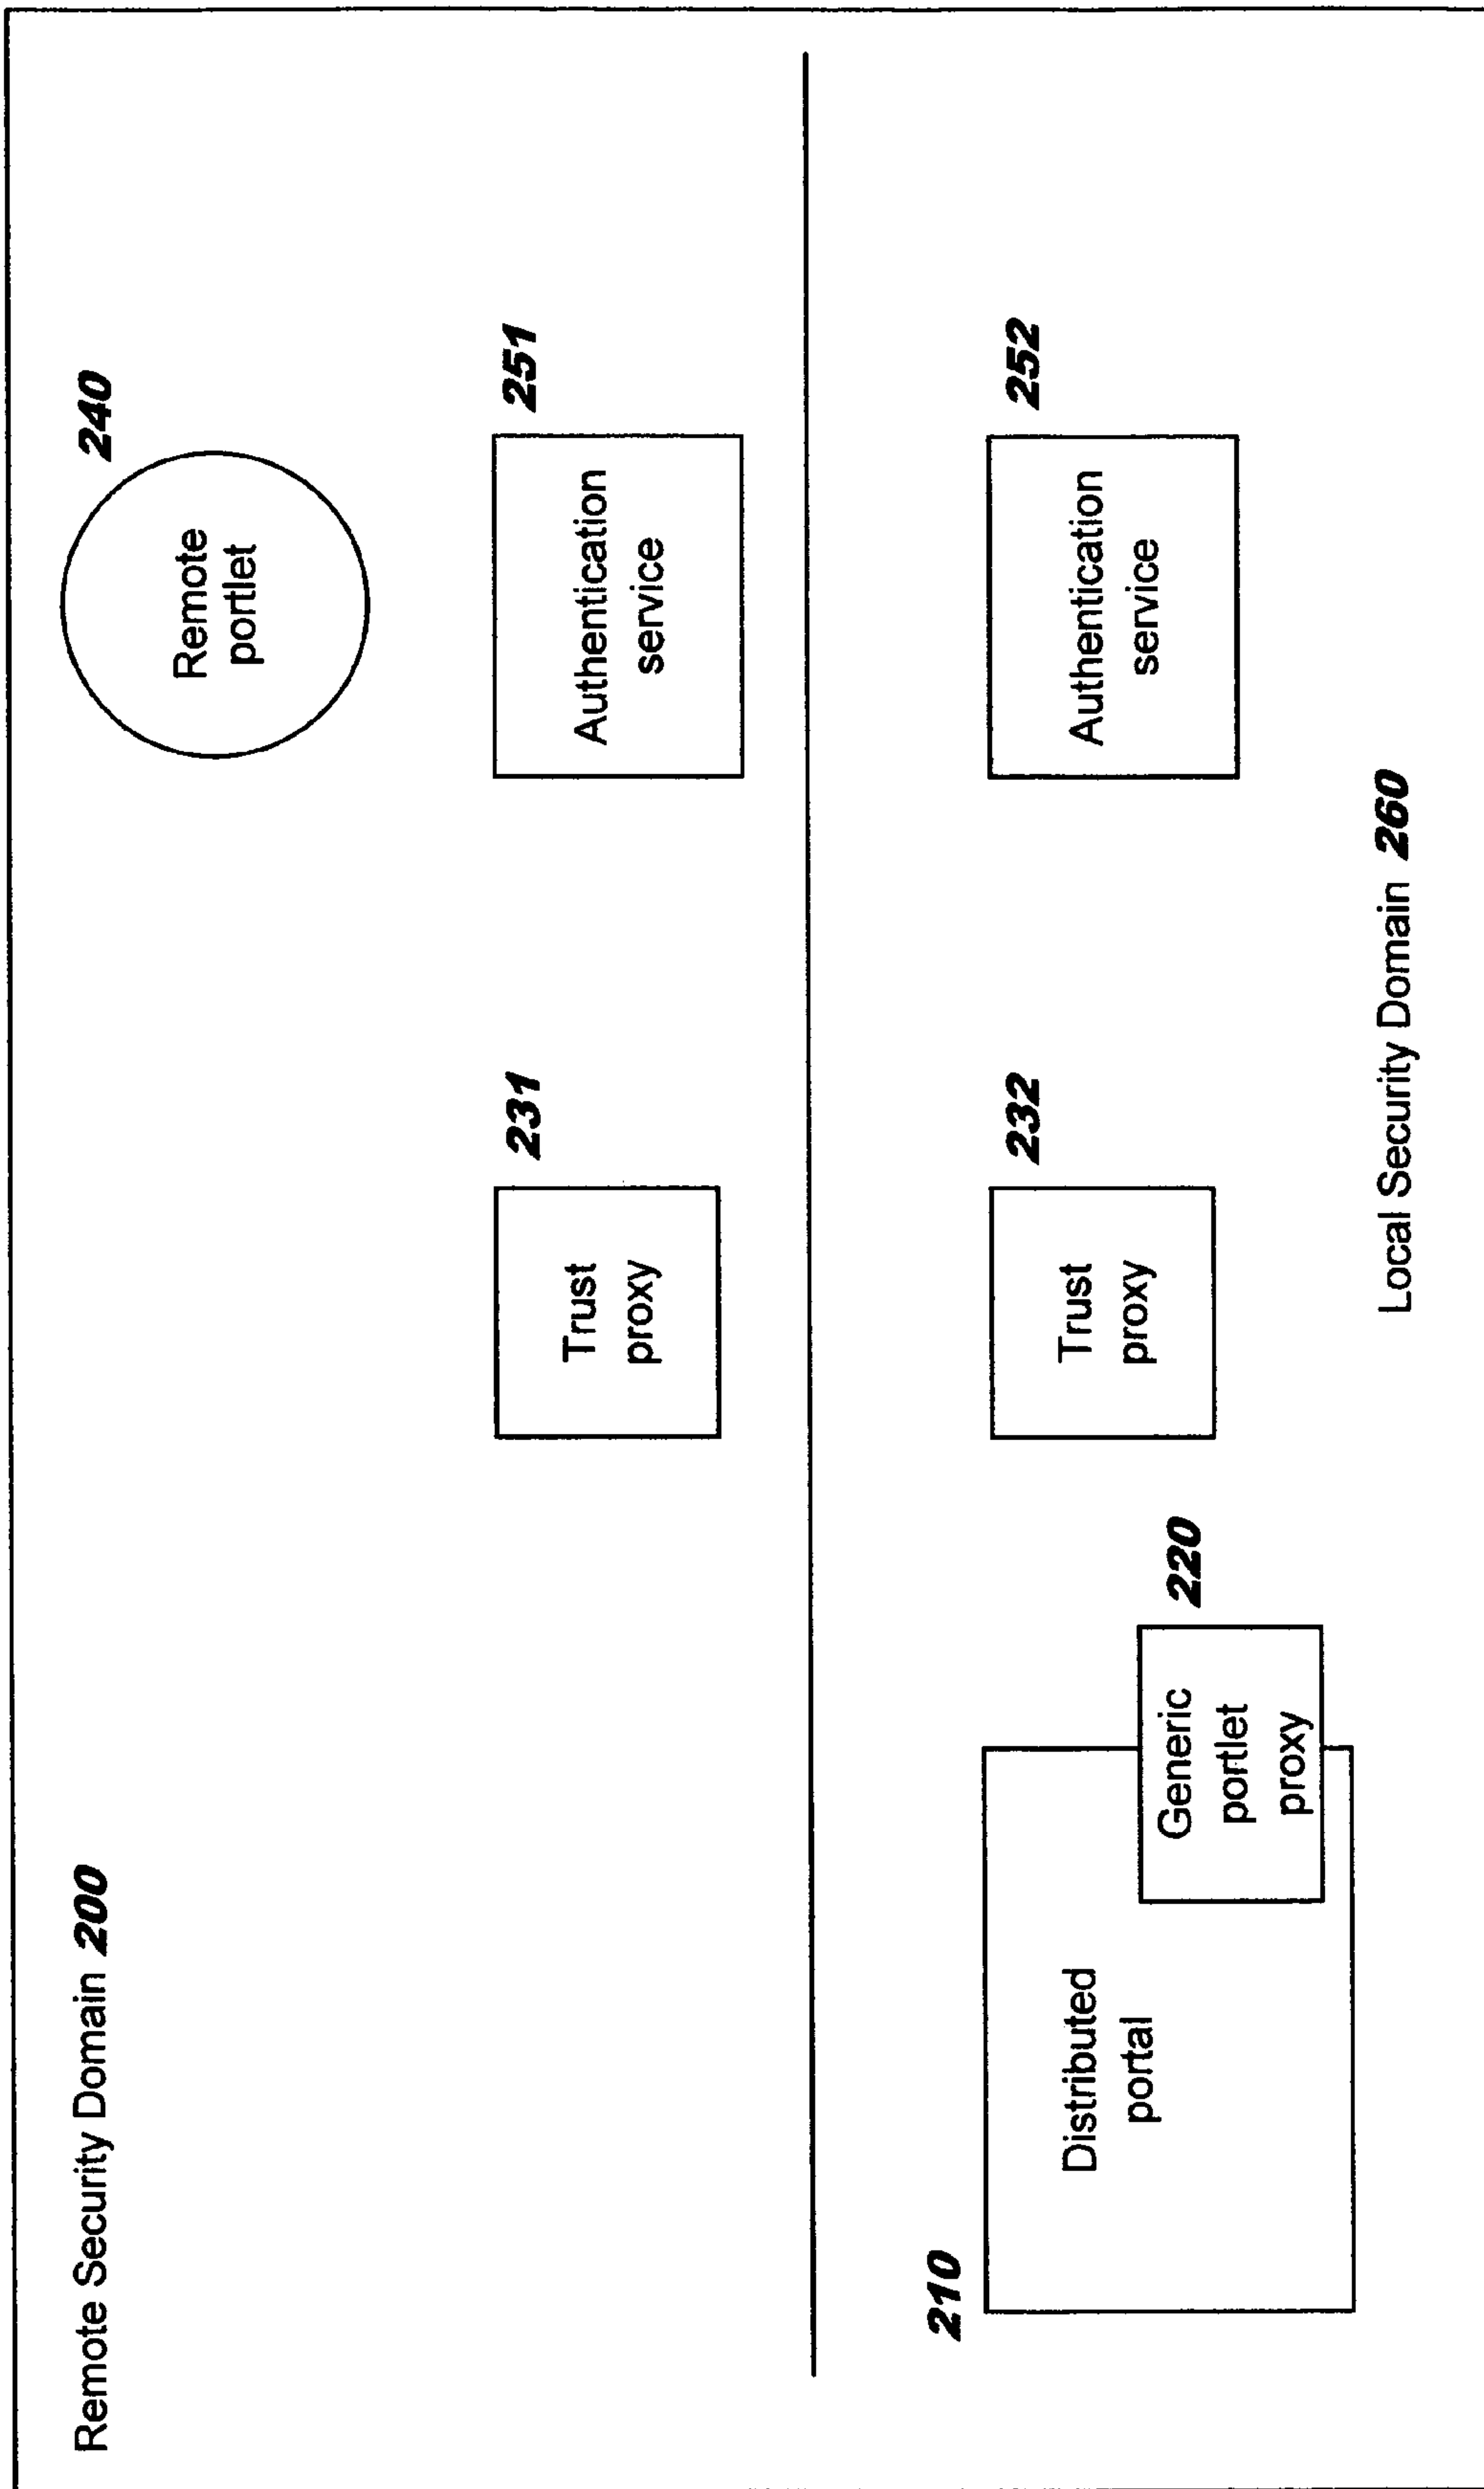 Remote Security Domain 200
240
Remote
portlet
231
Trust
proxy
251
Authentication
service
210
Distributed
portal
220
Generic
portlet
proxy
232
Trust
proxy
252
Authentication
service
Local Security Domain 260